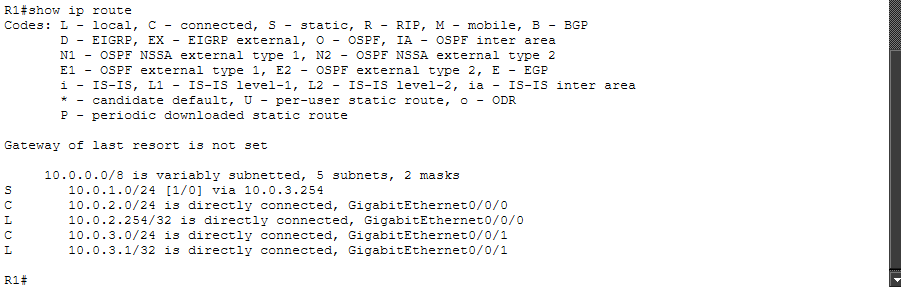 R1#show ip route
Codes: L - local, C - connected, S - static, R - RIP, M - mobile, B - BGP
       D - EIGRP, EX - EIGRP external, O - OSPF, IA - OSPF inter area
       N1 - OSPF NSSA external type 1, N2 - OSPF NSSA external type 2
       E1 - OSPF external type 1, E2 - OSPF external type 2, E - EGP
       i - IS-IS, L1 - IS-IS level-1, L2 - IS-IS level-2, ia - IS-IS inter area
       * - candidate default, U - per-user static route, o - ODR
       P - periodic downloaded static route

Gateway of last resort is not set

     10.0.0.0/8 is variably subnetted, 5 subnets, 2 masks
S       10.0.1.0/24 [1/0] via 10.0.3.254
C       10.0.2.0/24 is directly connected, GigabitEthernet0/0/0
L       10.0.2.254/32 is directly connected, GigabitEthernet0/0/0
C       10.0.3.0/24 is directly connected, GigabitEthernet0/0/1
L       10.0.3.1/32 is directly connected, GigabitEthernet0/0/1

R1#